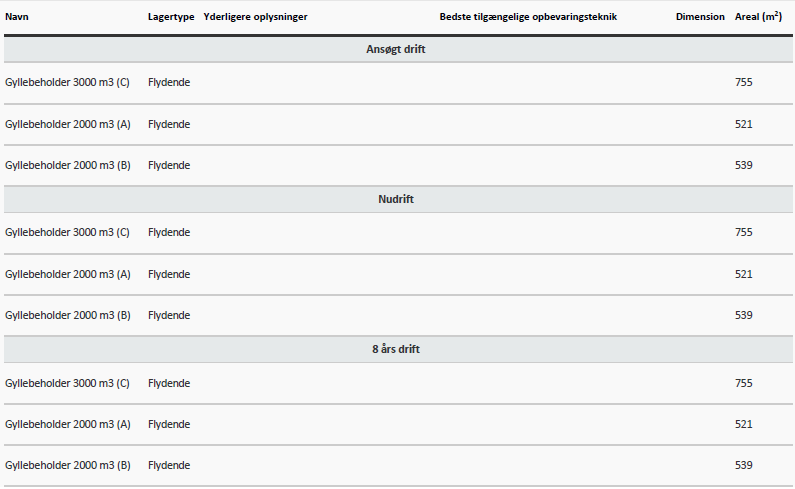 Navn Lagertype Yderligere oplysninger Bedste tilgængelige opbevaringsteknik Dimension Areal (m²)
Ansøgt drift
Gyllebeholder 3000 m3 (C) Flydende 755
Gyllebeholder 2000 m3 (A) Flydende 521
Gyllebeholder 2000 m3 (B) Flydende 539
Nudrift
Gyllebeholder 3000 m3 (C) Flydende 755
Gyllebeholder 2000 m3 (A) Flydende 521
Gyllebeholder 2000 m3 (B) Flydende 539
8 års drift
Gyllebeholder 3000 m3 (C) Flydende 755
Gyllebeholder 2000 m3 (A) Flydende 521
Gyllebeholder 2000 m3 (B) Flydende 539